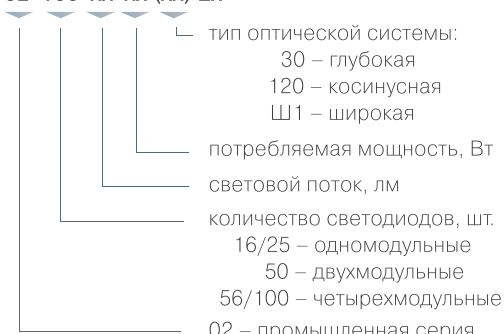 тип оптической системы:
30 – глубокая
120 – косинусная
Ш1 – широкая
потребляемая мощность, Вт
световой поток, лм
количество светодиодов, шт.
16/25 – одномодульные
50 – двухмодульные
56/100 – четырехмодульные
02 – промышленная серия